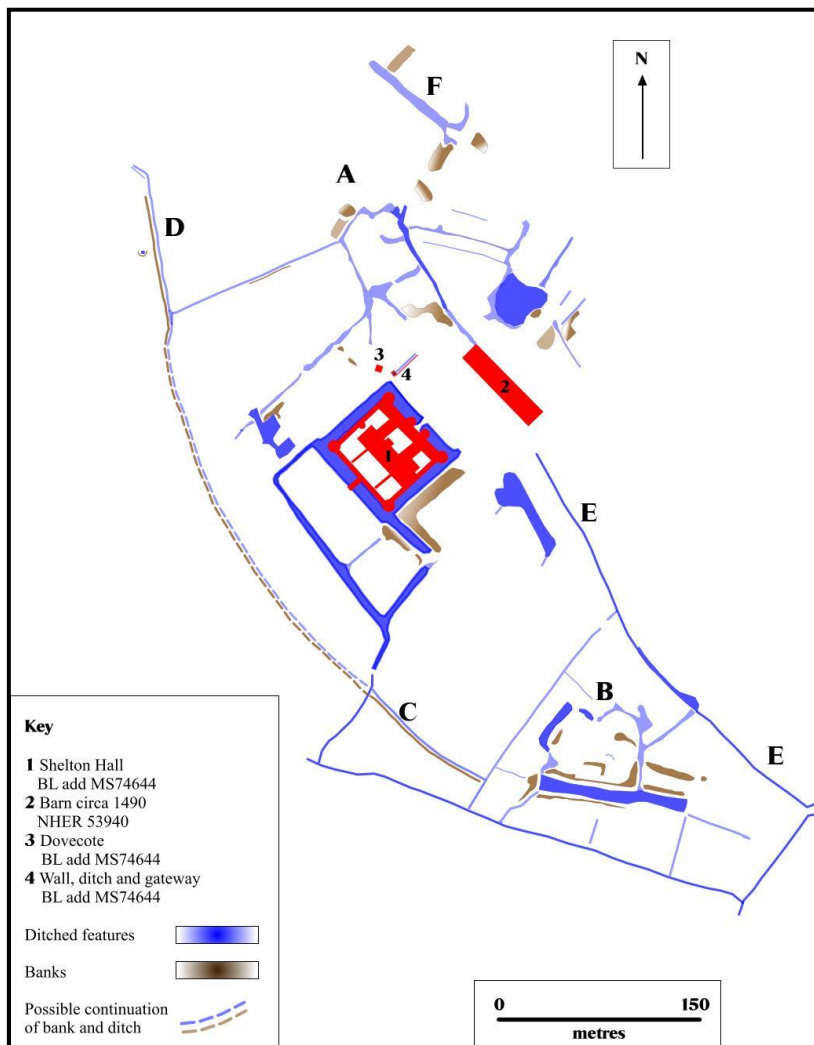 N
F
A
D
3
4
2
1
E
B
C
E
Key
1 Shelton Hall
BL add MS74644
2 Barn circa 1490
NHER 53940
3 Dovecote
BL add MS74644
4 Wall, ditch and gateway
BL add MS74644
Ditched features
Banks
Possible continuation
of bank and ditch
0 150
metres